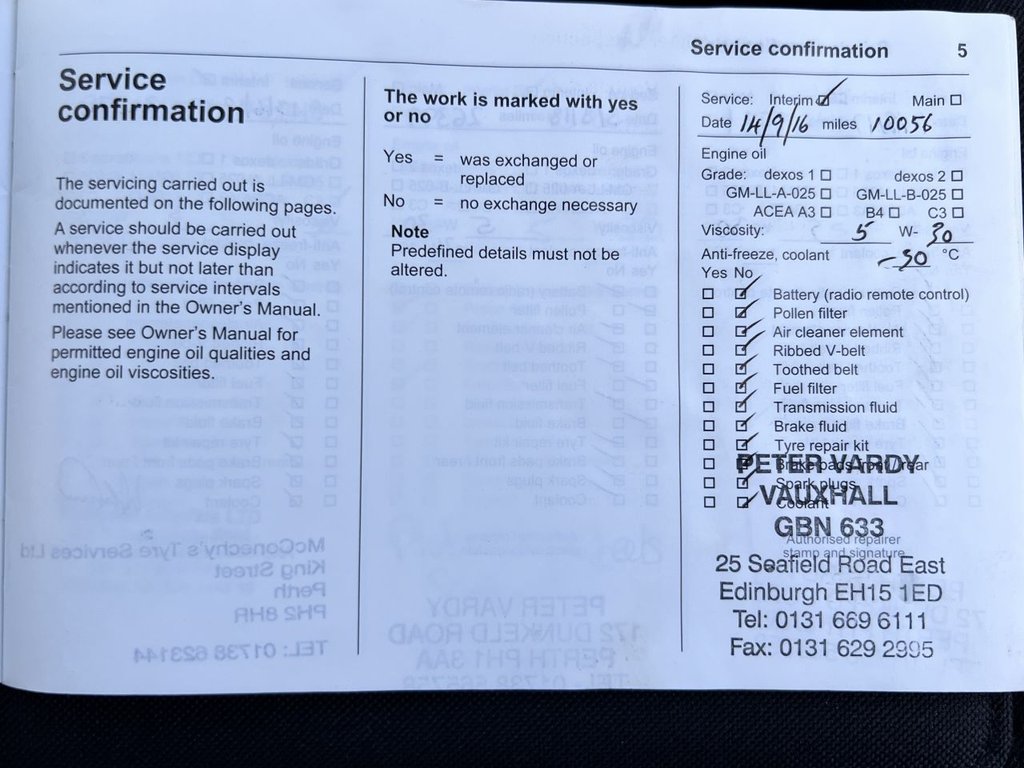 Service confirmation 5
Service
confirmation
The servicing carried out is
documented on the following pages.
A service should be carried out
whenever the service display
indicates it but not later than
according to service intervals
mentioned in the Owner's Manual.
Please see Owner's Manual for
permitted engine oil qualities and
engine oil viscosities.
The work is marked with yes
or no
Yes = was exchanged or
replaced
No = no exchange necessary
Note
Predefined details must not be
altered.
Service: Interim ☑ Main ☐
Date 14/9/16 miles 10056
Engine oil
Grade: dexos 1 ☐ dexos 2 ☐
GM-LL-A-025 ☐ GM-LL-B-025 ☐
ACEA A3 ☐ B4 ☐ C3 ☐
Viscosity: 5 W- 30
Anti-freeze, coolant -30 °C
Yes No
☐ ☑ Battery (radio remote control)
☐ ☑ Pollen filter
☐ ☑ Air cleaner element
☐ ☑ Ribbed V-belt
☐ ☑ Toothed belt
☐ ☑ Fuel filter
☐ ☑ Transmission fluid
☐ ☑ Brake fluid
☐ ☑ Tyre repair kit
☐ ☑ Brake pads front / rear
☐ ☑ Spark plugs
☐ ☑ Coolant
PETER VARDY
VAUXHALL
GBN 633
Authorised repairer
stamp and signature
25 Seafield Road East
Edinburgh EH15 1ED
Tel: 0131 669 6111
Fax: 0131 629 2995